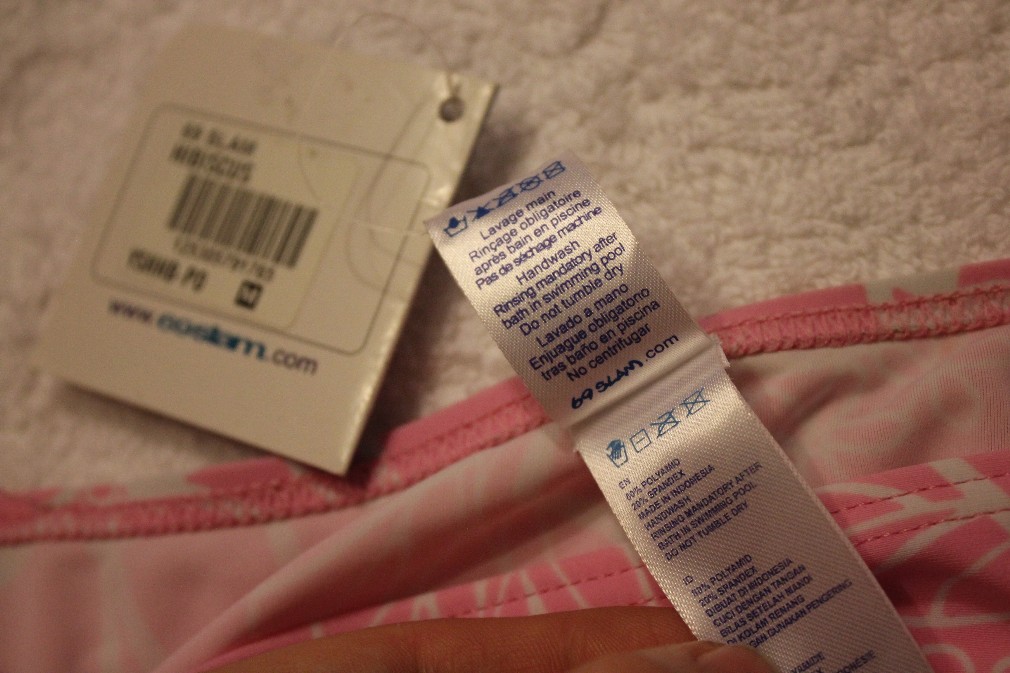 69 SLAM
HIBISCUS
M
www.69slam.com
Lavage main
Rinçage obligatoire
après bain en piscine
Pas de séchage machine
Handwash
Rinsing mandatory after
bath in swimming pool
Do not tumble dry
Lavado a mano
Enjuague obligatorio
tras baño en piscina
No centrifugar
69 SLAM.com
EN
80% POLYAMID
20% SPANDEX
MADE IN INDONESIA
HANDWASH
RINSING MANDATORY AFTER
BATH IN SWIMMING POOL
DO NOT TUMBLE DRY
ID
80% POLYAMID
20% SPANDEX
DIBUAT DI INDONESIA
CUCI DENGAN TANGAN
BILAS SETELAH MANDI
DI KOLAM RENANG
GUNAKAN PENGERING